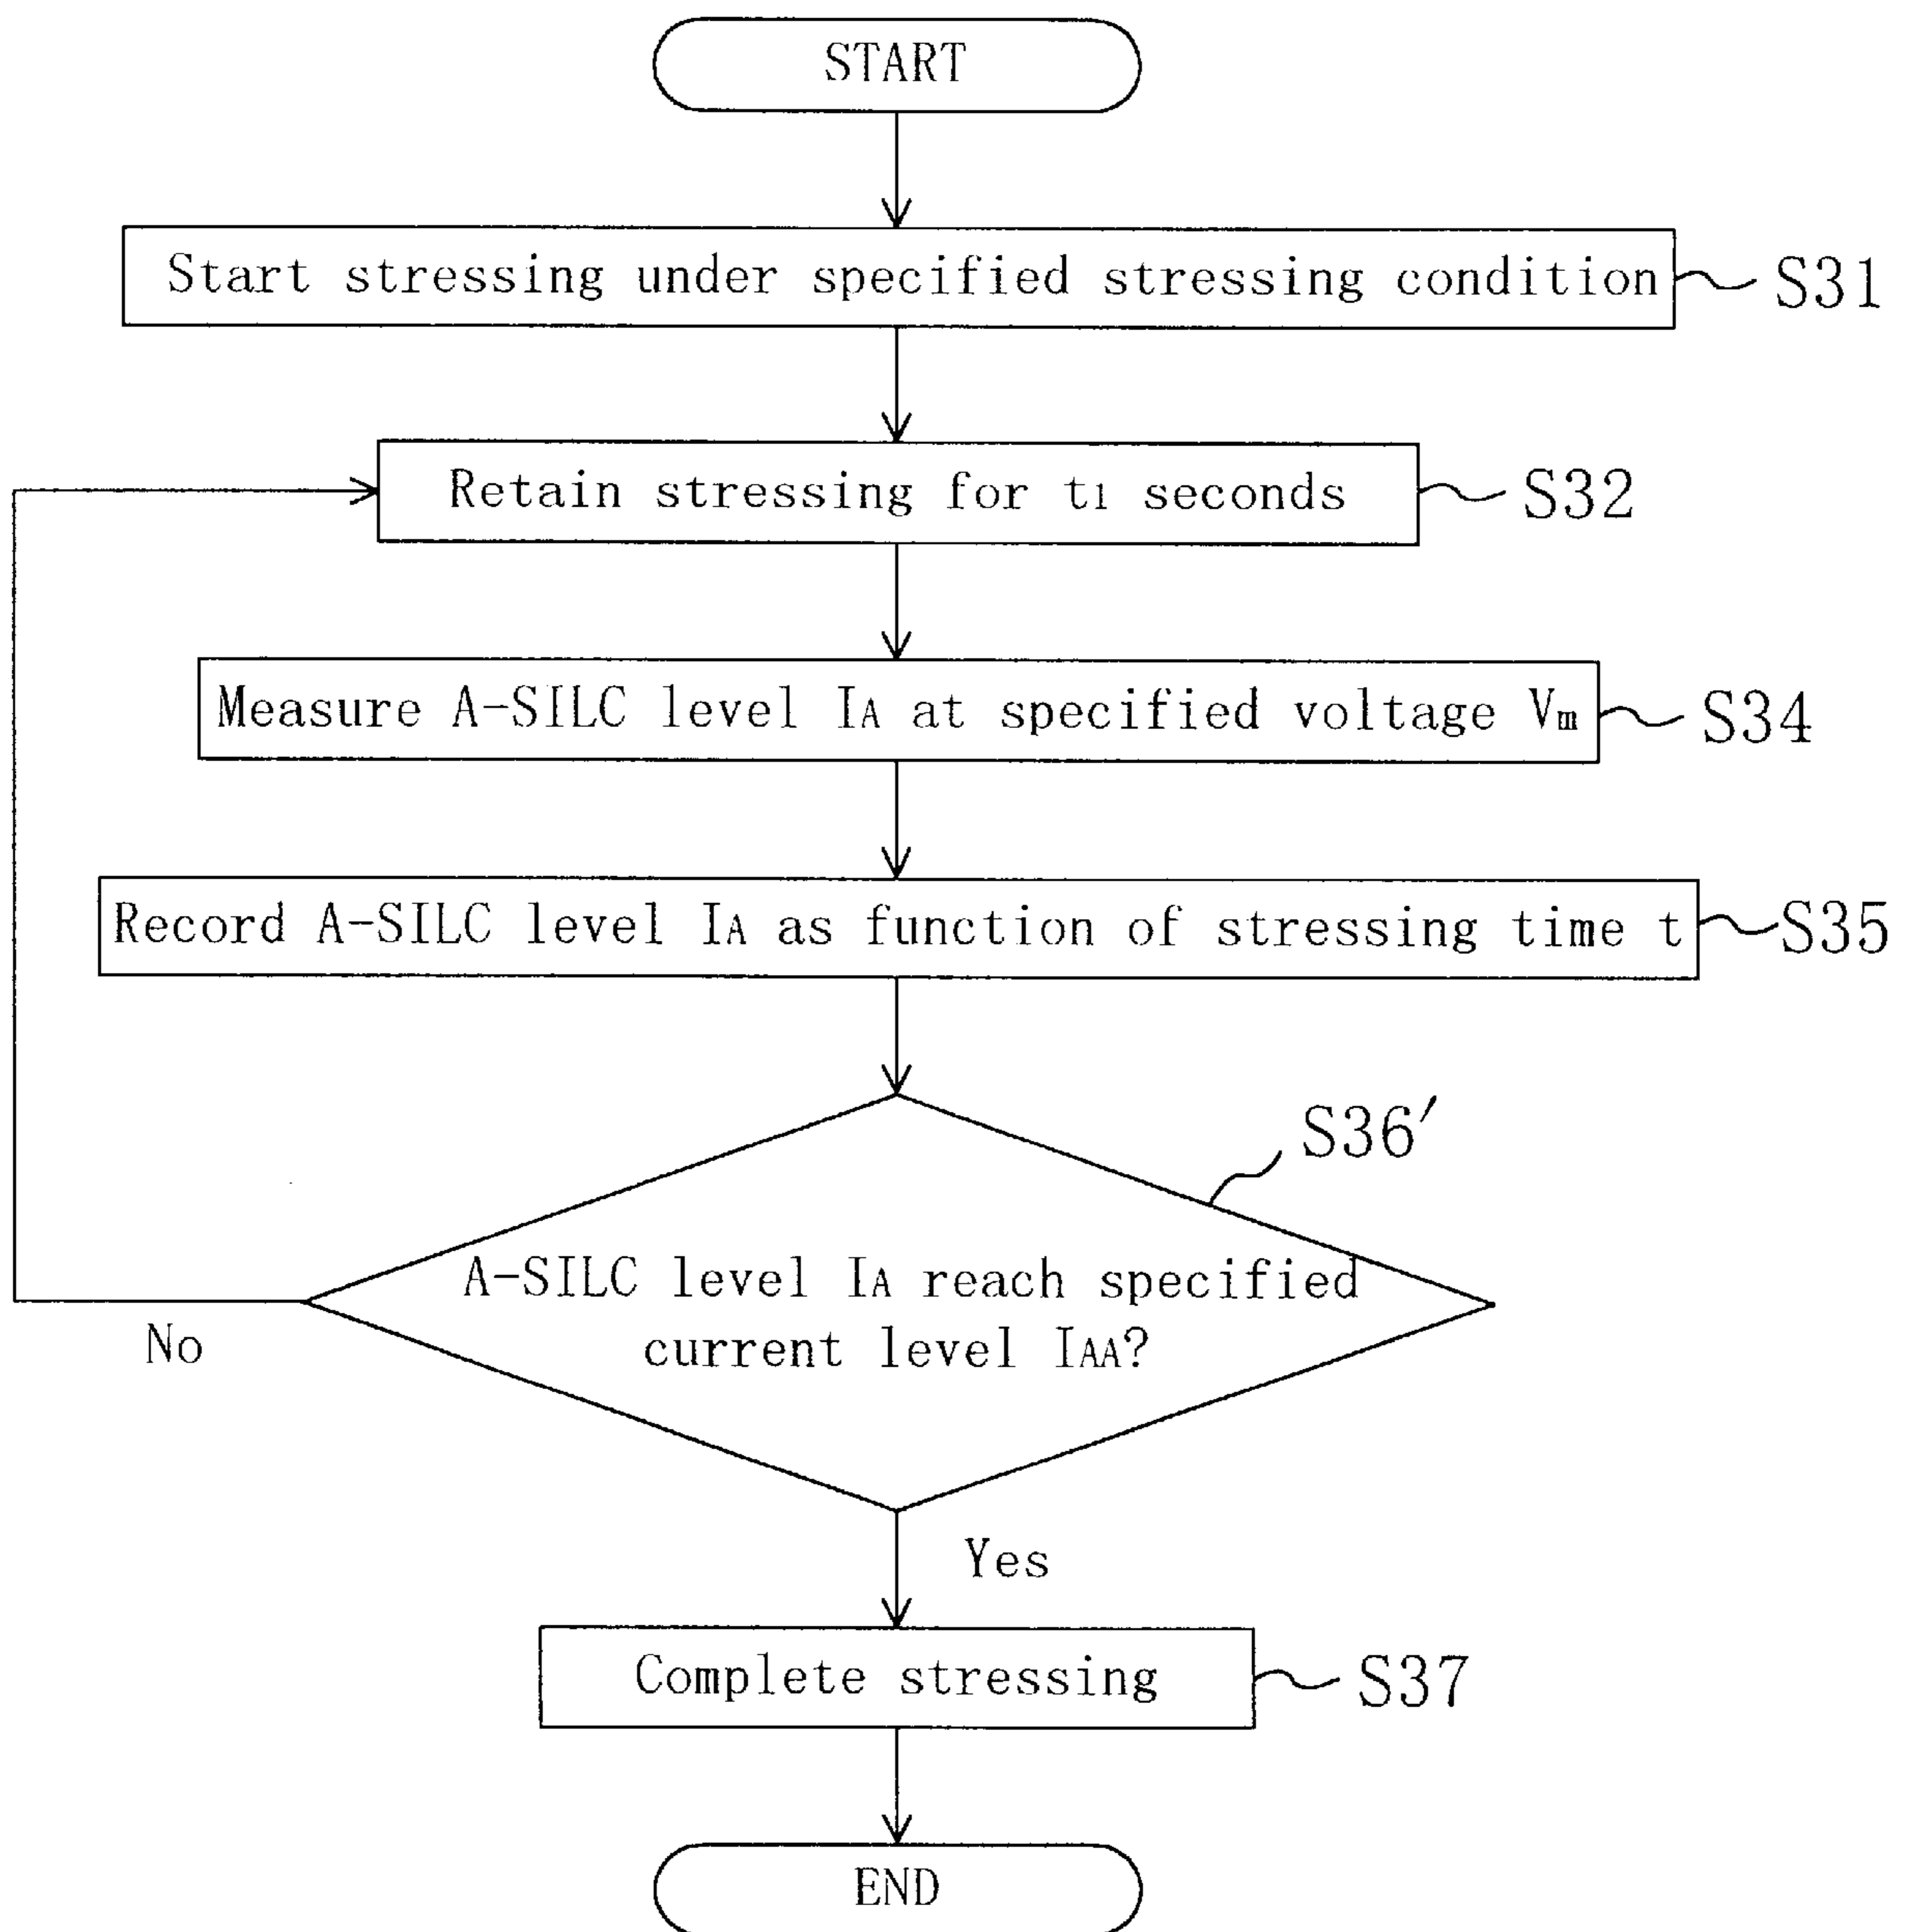 START
Start stressing under specified stressing condition
S31
Retain stressing for t1 seconds
S32
Measure A-SILC level IA at specified voltage Vm
S34
Record A-SILC level IA as function of stressing time t
S35
S36′
A-SILC level IA reach specified
current level IAA?
No
Yes
Complete stressing
S37
END